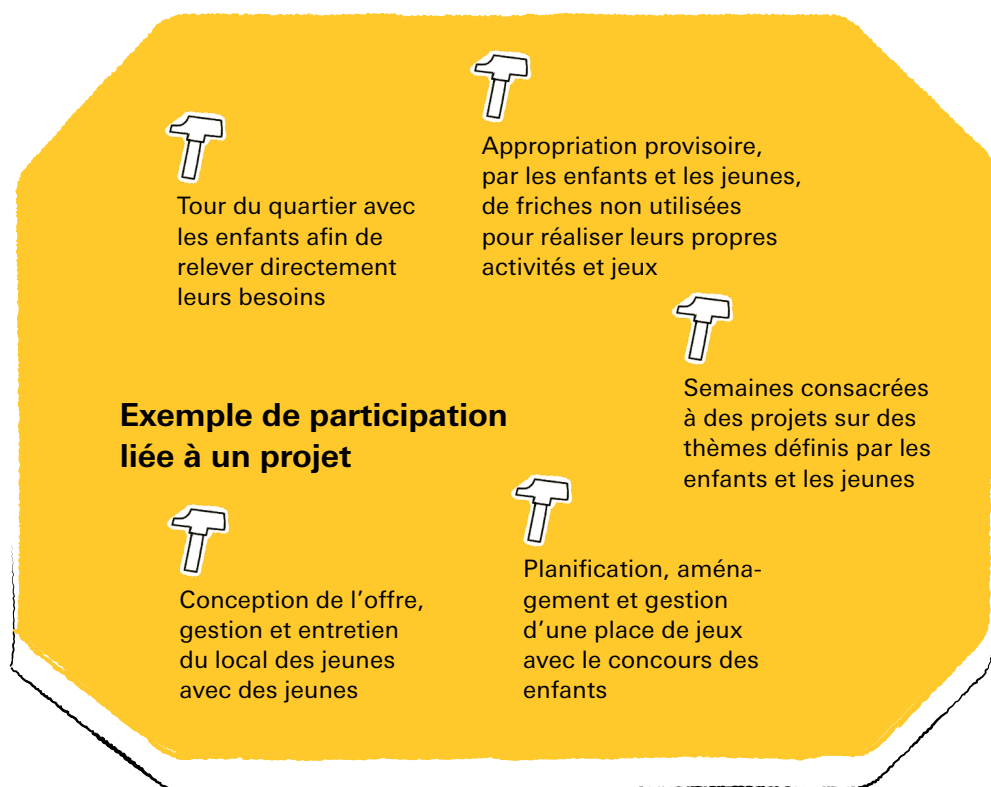 Tour du quartier avec
les enfants afin de
relever directement
leurs besoins
Appropriation provisoire,
par les enfants et les jeunes,
de friches non utilisées
pour réaliser leurs propres
activités et jeux
Semaines consacrées
à des projets sur des
thèmes définis par les
enfants et les jeunes
Exemple de participation
liée à un projet
Conception de l’offre,
gestion et entretien
du local des jeunes
avec des jeunes
Planification, aména-
gement et gestion
d’une place de jeux
avec le concours des
enfants